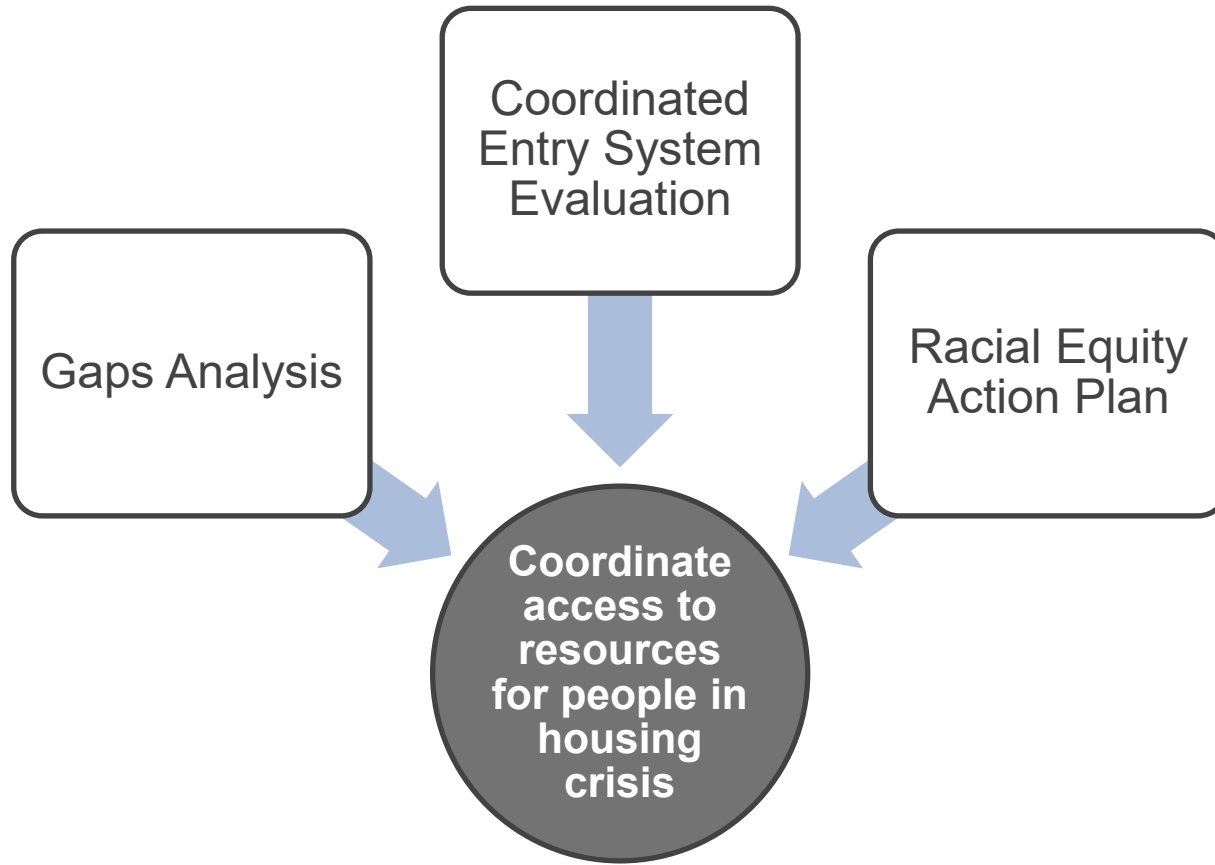 Coordinated
Entry System
Evaluation
Gaps Analysis
Racial Equity
Action Plan
Coordinate
access to
resources
for people in
housing
crisis